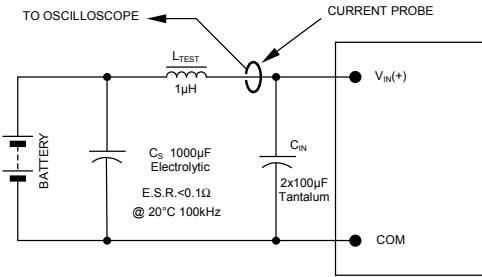 TO OSCILLOSCOPE
CURRENT PROBE
LTEST
1µH
VIN(+)
BATTERY
CS 1000µF
Electrolytic
E.S.R.<0.1Ω
@ 20°C 100kHz
CIN
2x100µF
Tantalum
COM